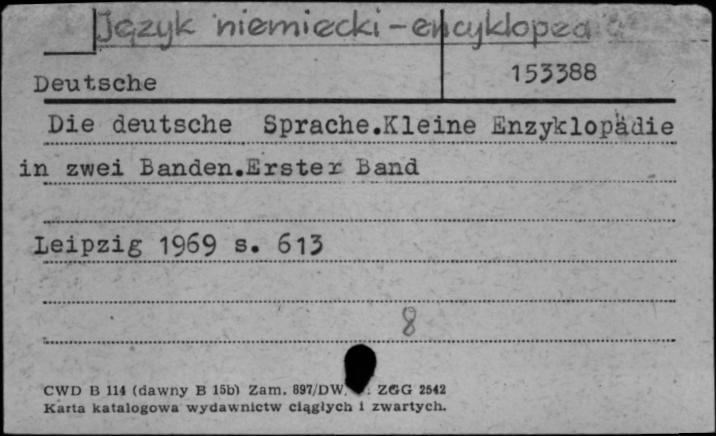 Język niemiecki – encyklopea
Deutsche 153388
Die deutsche Sprache.Kleine Enzyklopädie
in zwei Banden.Erster Band
Leipzig 1969 s. 613
8
CWD B 114 (dawny B 15b) Zam. 897/DW, ZGG 2542
Karta katalogowa wydawnictw ciągłych i zwartych.